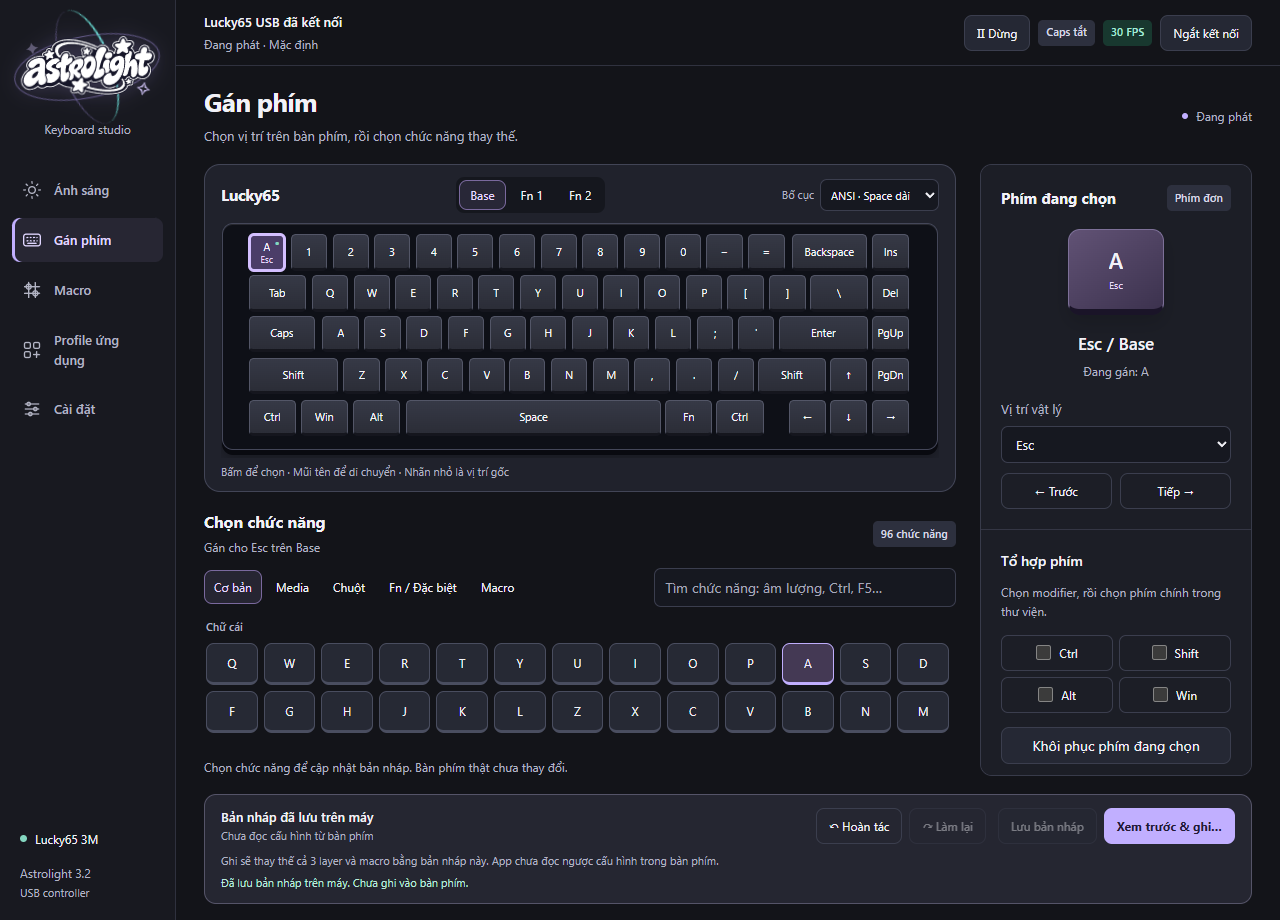 astrolight
Keyboard studio
Ánh sáng
Gán phím
Macro
Profile ứng
dụng
Cài đặt
Lucky65 3M
Astrolight 3.2
USB controller
Lucky65 USB đã kết nối
Đang phát · Mặc định
Dừng
Caps tắt
30 FPS
Ngắt kết nối
Gán phím
Chọn vị trí trên bàn phím, rồi chọn chức năng thay thế.
Đang phát
Lucky65
Base Fn 1 Fn 2
Bố cục ANSI · Space dài
A
Esc
1 2 3 4 5 6 7 8 9 0 − = Backspace Ins
Tab Q W E R T Y U I O P [ ] \ Del
Caps A S D F G H J K L ; ' Enter PgUp
Shift Z X C V B N M , . / Shift ↑ PgDn
Ctrl Win Alt Space Fn Ctrl ← ↓ →
Bấm để chọn · Mũi tên để di chuyển · Nhãn nhỏ là vị trí gốc
Chọn chức năng
Gán cho Esc trên Base
96 chức năng
Cơ bản Media Chuột Fn / Đặc biệt Macro
Tìm chức năng: âm lượng, Ctrl, F5...
Chữ cái
Q W E R T Y U I O P A S D
F G H J K L Z X C V B N M
Chọn chức năng để cập nhật bản nháp. Bàn phím thật chưa thay đổi.
Phím đang chọn
Phím đơn
A
Esc
Esc / Base
Đang gán: A
Vị trí vật lý
Esc
← Trước
Tiếp →
Tổ hợp phím
Chọn modifier, rồi chọn phím chính trong
thư viện.
Ctrl
Shift
Alt
Win
Khôi phục phím đang chọn
Bản nháp đã lưu trên máy
Chưa đọc cấu hình từ bàn phím
Ghi sẽ thay thế cả 3 layer và macro bằng bản nháp này. App chưa đọc ngược cấu hình trong bàn phím.
Đã lưu bản nháp trên máy. Chưa ghi vào bàn phím.
↶ Hoàn tác
↷ Làm lại
Lưu bản nháp
Xem trước & ghi...